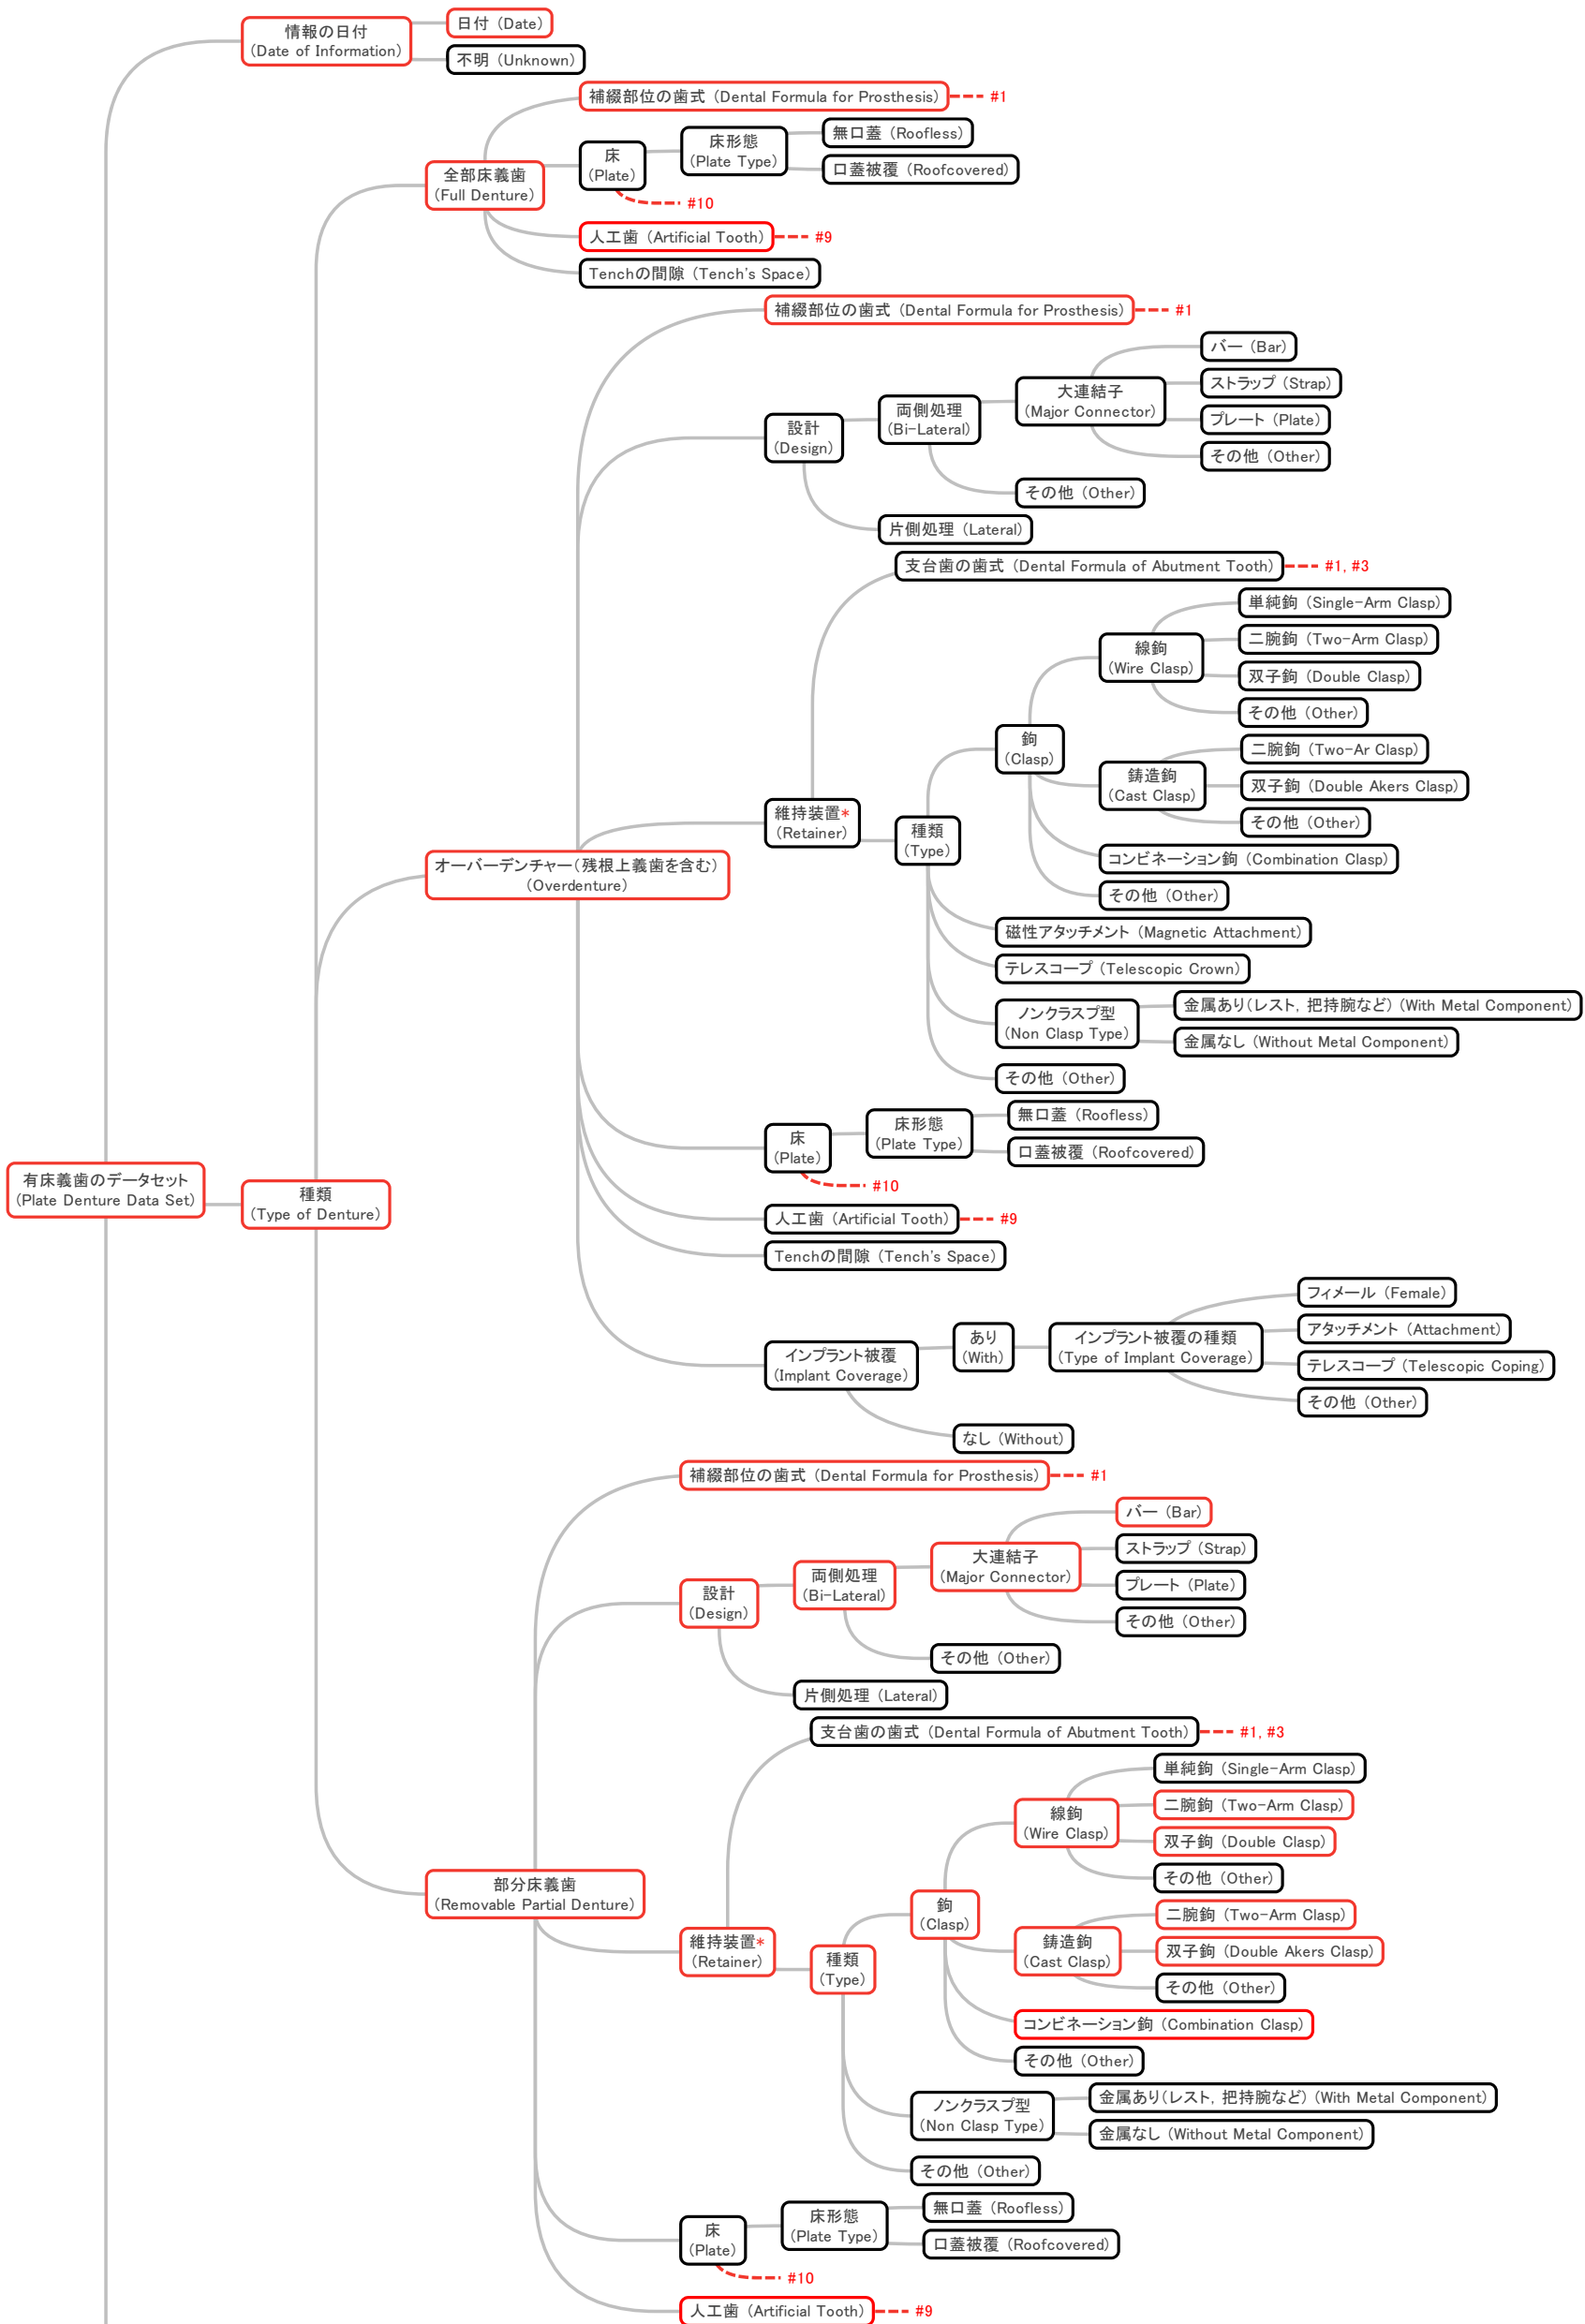 情報の日付
(Date of Information)
日付 (Date)
不明 (Unknown)
補綴部位の歯式 (Dental Formula for Prosthesis)
#1
全部床義歯
(Full Denture)
床
(Plate)
床形態
(Plate Type)
無口蓋 (Roofless)
口蓋被覆 (Roofcovered)
#10
人工歯 (Artificial Tooth)
#9
Tenchの間隙 (Tench's Space)
補綴部位の歯式 (Dental Formula for Prosthesis)
#1
設計
(Design)
両側処理
(Bi-Lateral)
大連結子
(Major Connector)
バー (Bar)
ストラップ (Strap)
プレート (Plate)
その他 (Other)
その他 (Other)
片側処理 (Lateral)
支台歯の歯式 (Dental Formula of Abutment Tooth)
#1, #3
単純鉤 (Single-Arm Clasp)
線鉤
(Wire Clasp)
二腕鉤 (Two-Arm Clasp)
双子鉤 (Double Clasp)
その他 (Other)
鉤
(Clasp)
二腕鉤 (Two-Ar Clasp)
鋳造鉤
(Cast Clasp)
双子鉤 (Double Akers Clasp)
その他 (Other)
維持装置*
(Retainer)
種類
(Type)
コンビネーション鉤 (Combination Clasp)
その他 (Other)
オーバーデンチャー(残根上義歯を含む)
(Overdenture)
磁性アタッチメント (Magnetic Attachment)
テレスコープ (Telescopic Crown)
ノンクラスプ型
(Non Clasp Type)
金属あり(レスト, 把持腕など) (With Metal Component)
金属なし (Without Metal Component)
その他 (Other)
床
(Plate)
床形態
(Plate Type)
無口蓋 (Roofless)
口蓋被覆 (Roofcovered)
#10
有床義歯のデータセット
(Plate Denture Data Set)
種類
(Type of Denture)
人工歯 (Artificial Tooth)
#9
Tenchの間隙 (Tench's Space)
インプラント被覆
(Implant Coverage)
あり
(With)
インプラント被覆の種類
(Type of Implant Coverage)
フィメール (Female)
アタッチメント (Attachment)
テレスコープ (Telescopic Coping)
その他 (Other)
なし (Without)
補綴部位の歯式 (Dental Formula for Prosthesis)
#1
設計
(Design)
両側処理
(Bi-Lateral)
大連結子
(Major Connector)
バー (Bar)
ストラップ (Strap)
プレート (Plate)
その他 (Other)
その他 (Other)
片側処理 (Lateral)
支台歯の歯式 (Dental Formula of Abutment Tooth)
#1, #3
単純鉤 (Single-Arm Clasp)
線鉤
(Wire Clasp)
二腕鉤 (Two-Arm Clasp)
双子鉤 (Double Clasp)
その他 (Other)
部分床義歯
(Removable Partial Denture)
鉤
(Clasp)
二腕鉤 (Two-Arm Clasp)
鋳造鉤
(Cast Clasp)
双子鉤 (Double Akers Clasp)
その他 (Other)
維持装置*
(Retainer)
種類
(Type)
コンビネーション鉤 (Combination Clasp)
その他 (Other)
ノンクラスプ型
(Non Clasp Type)
金属あり(レスト, 把持腕など) (With Metal Component)
金属なし (Without Metal Component)
その他 (Other)
床
(Plate)
床形態
(Plate Type)
無口蓋 (Roofless)
口蓋被覆 (Roofcovered)
#10
人工歯 (Artificial Tooth)
#9